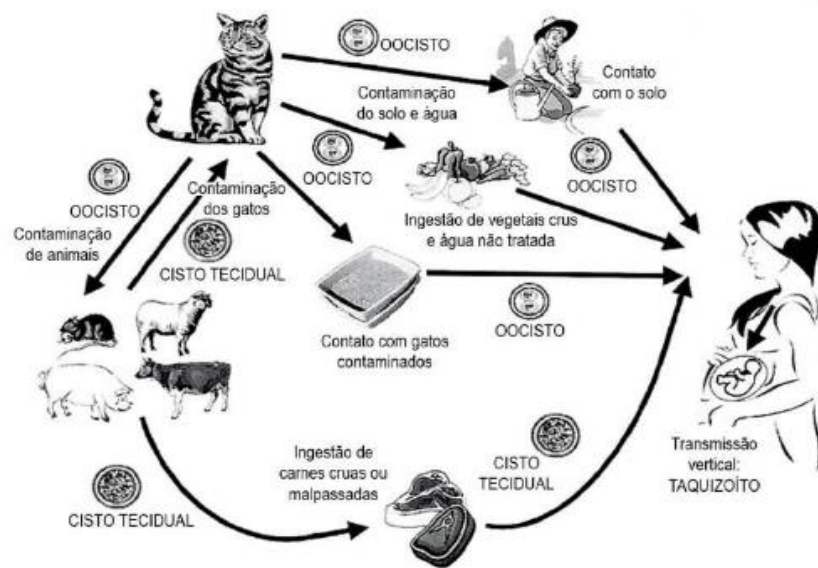 OOCISTO
Contato
com o solo
Contaminação
do solo e água
OOCISTO
OOCISTO
OOCISTO
Contaminação
de animais
Contaminação
dos gatos
CISTO TECIDUAL
Ingestão de vegetais crus
e água não tratada
OOCISTO
Contato com gatos
contaminados
Ingestão de
carnes cruas ou
malpassadas
CISTO
TECIDUAL
CISTO TECIDUAL
Transmissão
vertical:
TAQUIZOÍTO